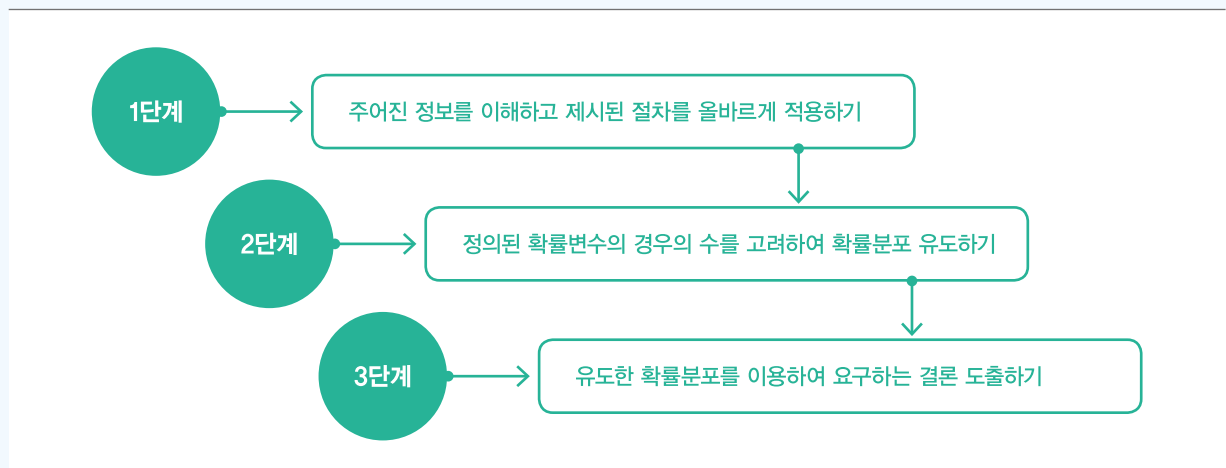 1단계
주어진 정보를 이해하고 제시된 절차를 올바르게 적용하기
2단계
정의된 확률변수의 경우의 수를 고려하여 확률분포 유도하기
3단계
유도한 확률분포를 이용하여 요구하는 결론 도출하기